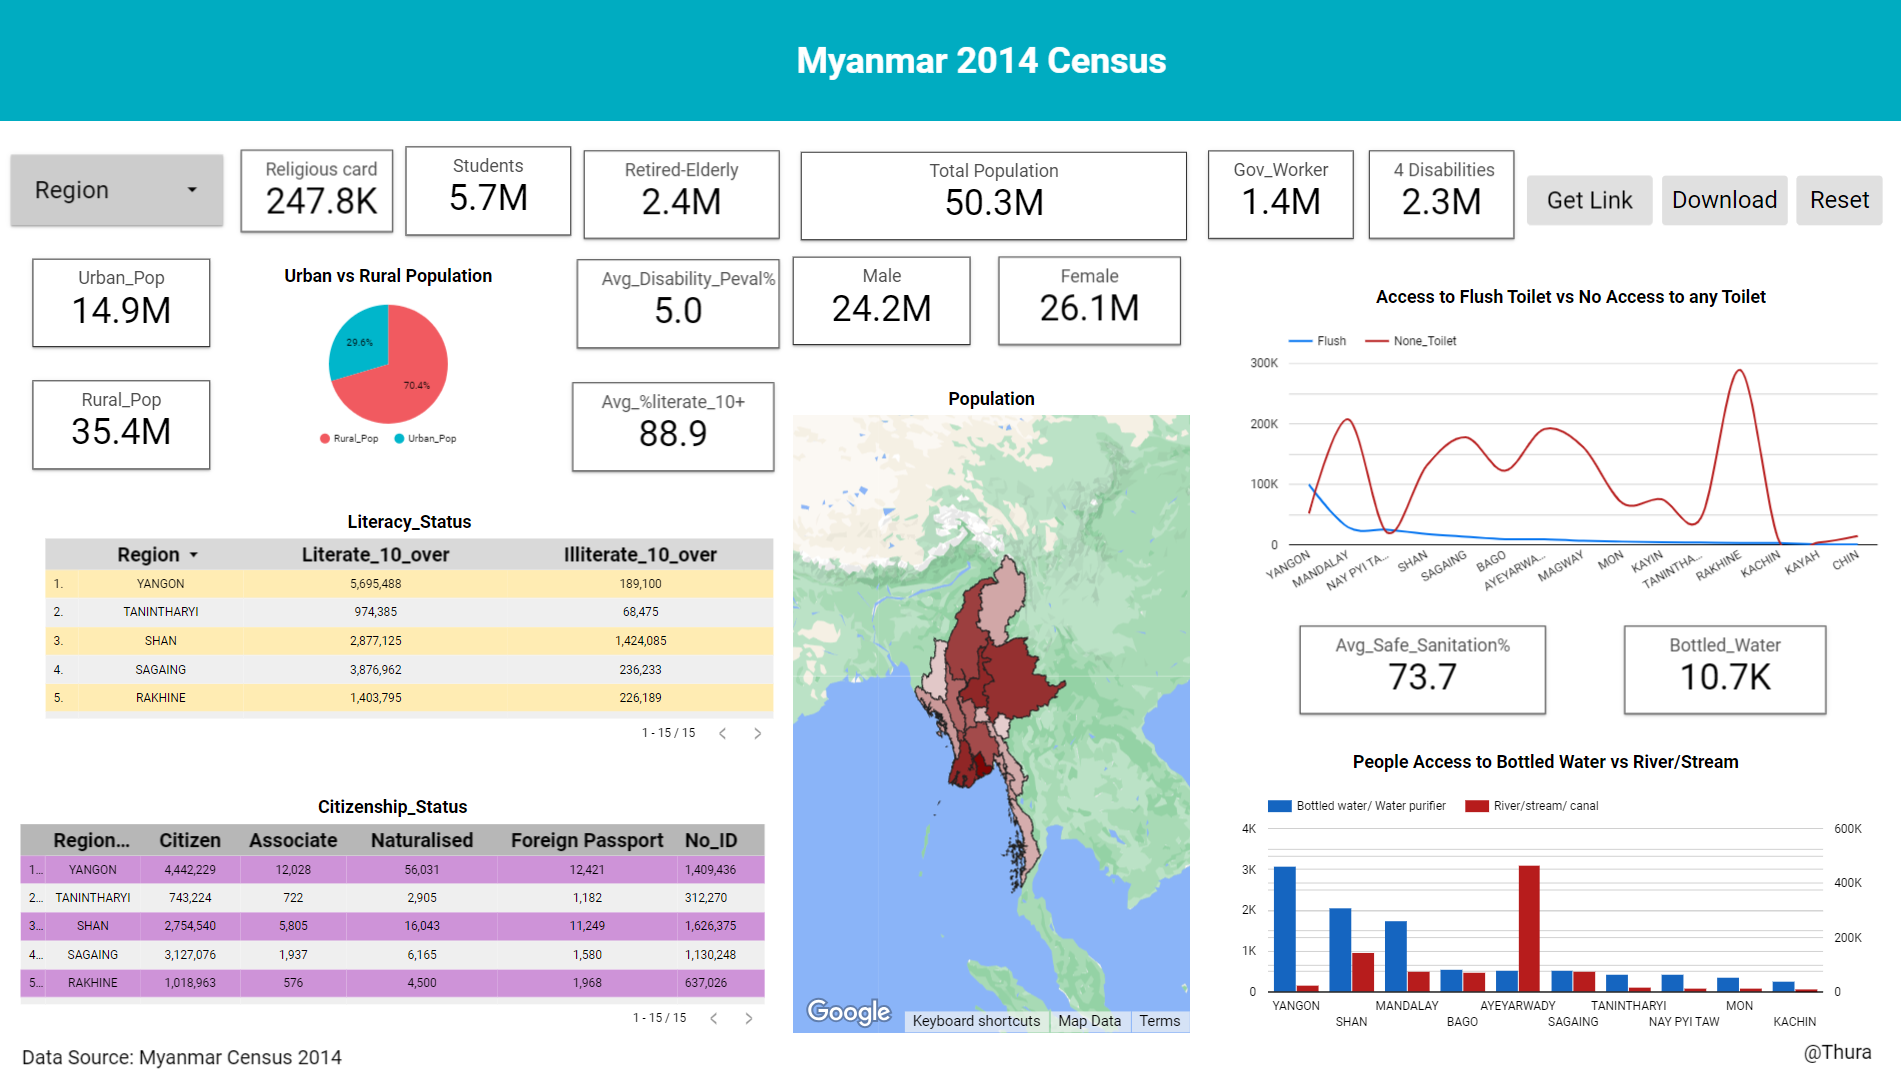 Myanmar 2014 Census
Region
Religious card
247.8K
Students
5.7M
Retired-Elderly
2.4M
Total Population
50.3M
Gov_Worker
1.4M
4 Disabilities
2.3M
Get Link
Download
Reset
Urban_Pop
14.9M
Rural_Pop
35.4M
Urban vs Rural Population
29.6%
70.4%
Rural_Pop Urban_Pop
Avg_Disability_Peval%
5.0
Avg_%literate_10+
88.9
Male
24.2M
Female
26.1M
Literacy_Status
Region Literate_10_over Illiterate_10_over
1. YANGON 5,695,488 189,100
2. TANINTHARYI 974,385 68,475
3. SHAN 2,877,125 1,424,085
4. SAGAING 3,876,962 236,233
5. RAKHINE 1,403,795 226,189
1 - 15 / 15
Citizenship_Status
Region... Citizen Associate Naturalised Foreign Passport No_ID
1... YANGON 4,442,229 12,028 56,031 12,421 1,409,436
2... TANINTHARYI 743,224 722 2,905 1,182 312,270
3... SHAN 2,754,540 5,805 16,043 11,249 1,626,375
4... SAGAING 3,127,076 1,937 6,165 1,580 1,130,248
5... RAKHINE 1,018,963 576 4,500 1,968 637,026
1 - 15 / 15
Data Source: Myanmar Census 2014
Population
Google
Keyboard shortcuts Map Data Terms
Access to Flush Toilet vs No Access to any Toilet
Flush None_Toilet
300K
200K
100K
0
YANGON MANDALAY NAY PYI TA... SHAN SAGAING BAGO AYEYARWA... MAGWAY MON KAYIN TANINTHA... RAKHINE KACHIN KAYAH CHIN
Avg_Safe_Sanitation%
73.7
Bottled_Water
10.7K
People Access to Bottled Water vs River/Stream
Bottled water/ Water purifier River/stream/ canal
4K 600K
3K 400K
2K
1K 200K
0 0
YANGON MANDALAY AYEYARWADY TANINTHARYI MON
SHAN BAGO SAGAING NAY PYI TAW KACHIN
@Thura